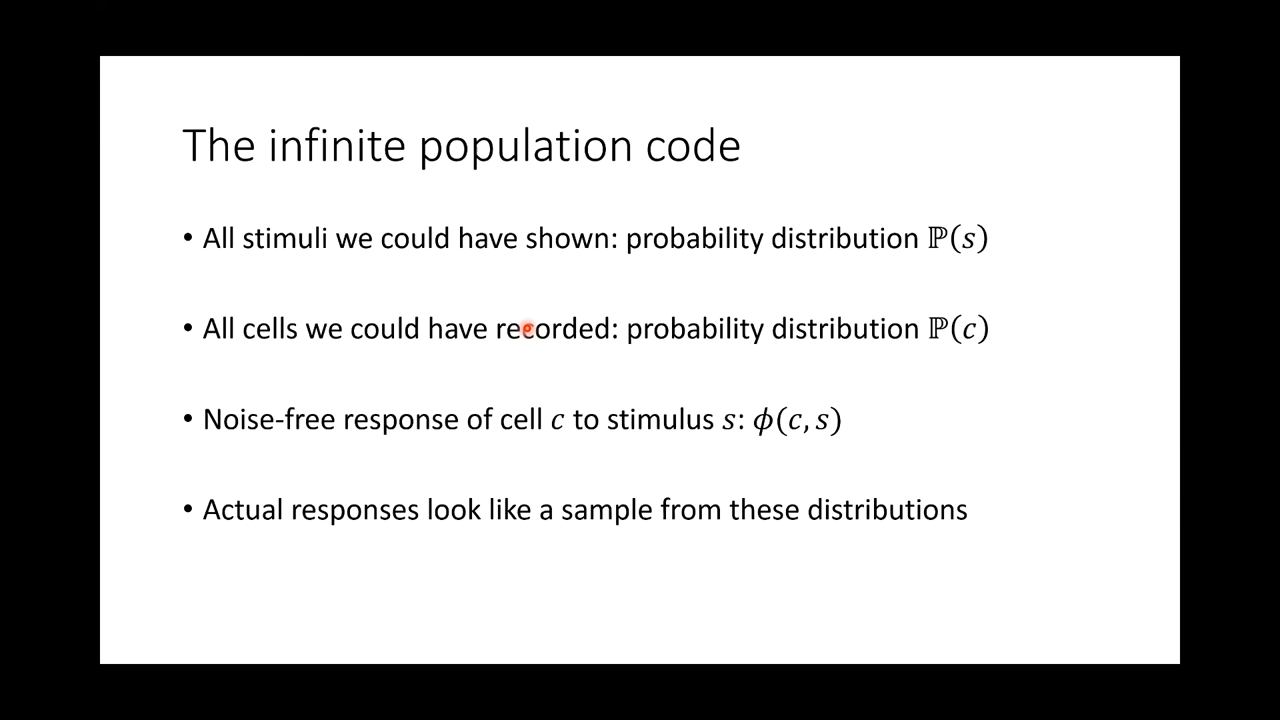 The infinite population code
• All stimuli we could have shown: probability distribution ℙ(𝑠)
• All cells we could have recorded: probability distribution ℙ(𝑐)
• Noise-free response of cell 𝑐 to stimulus 𝑠: 𝜙(𝑐, 𝑠)
• Actual responses look like a sample from these distributions